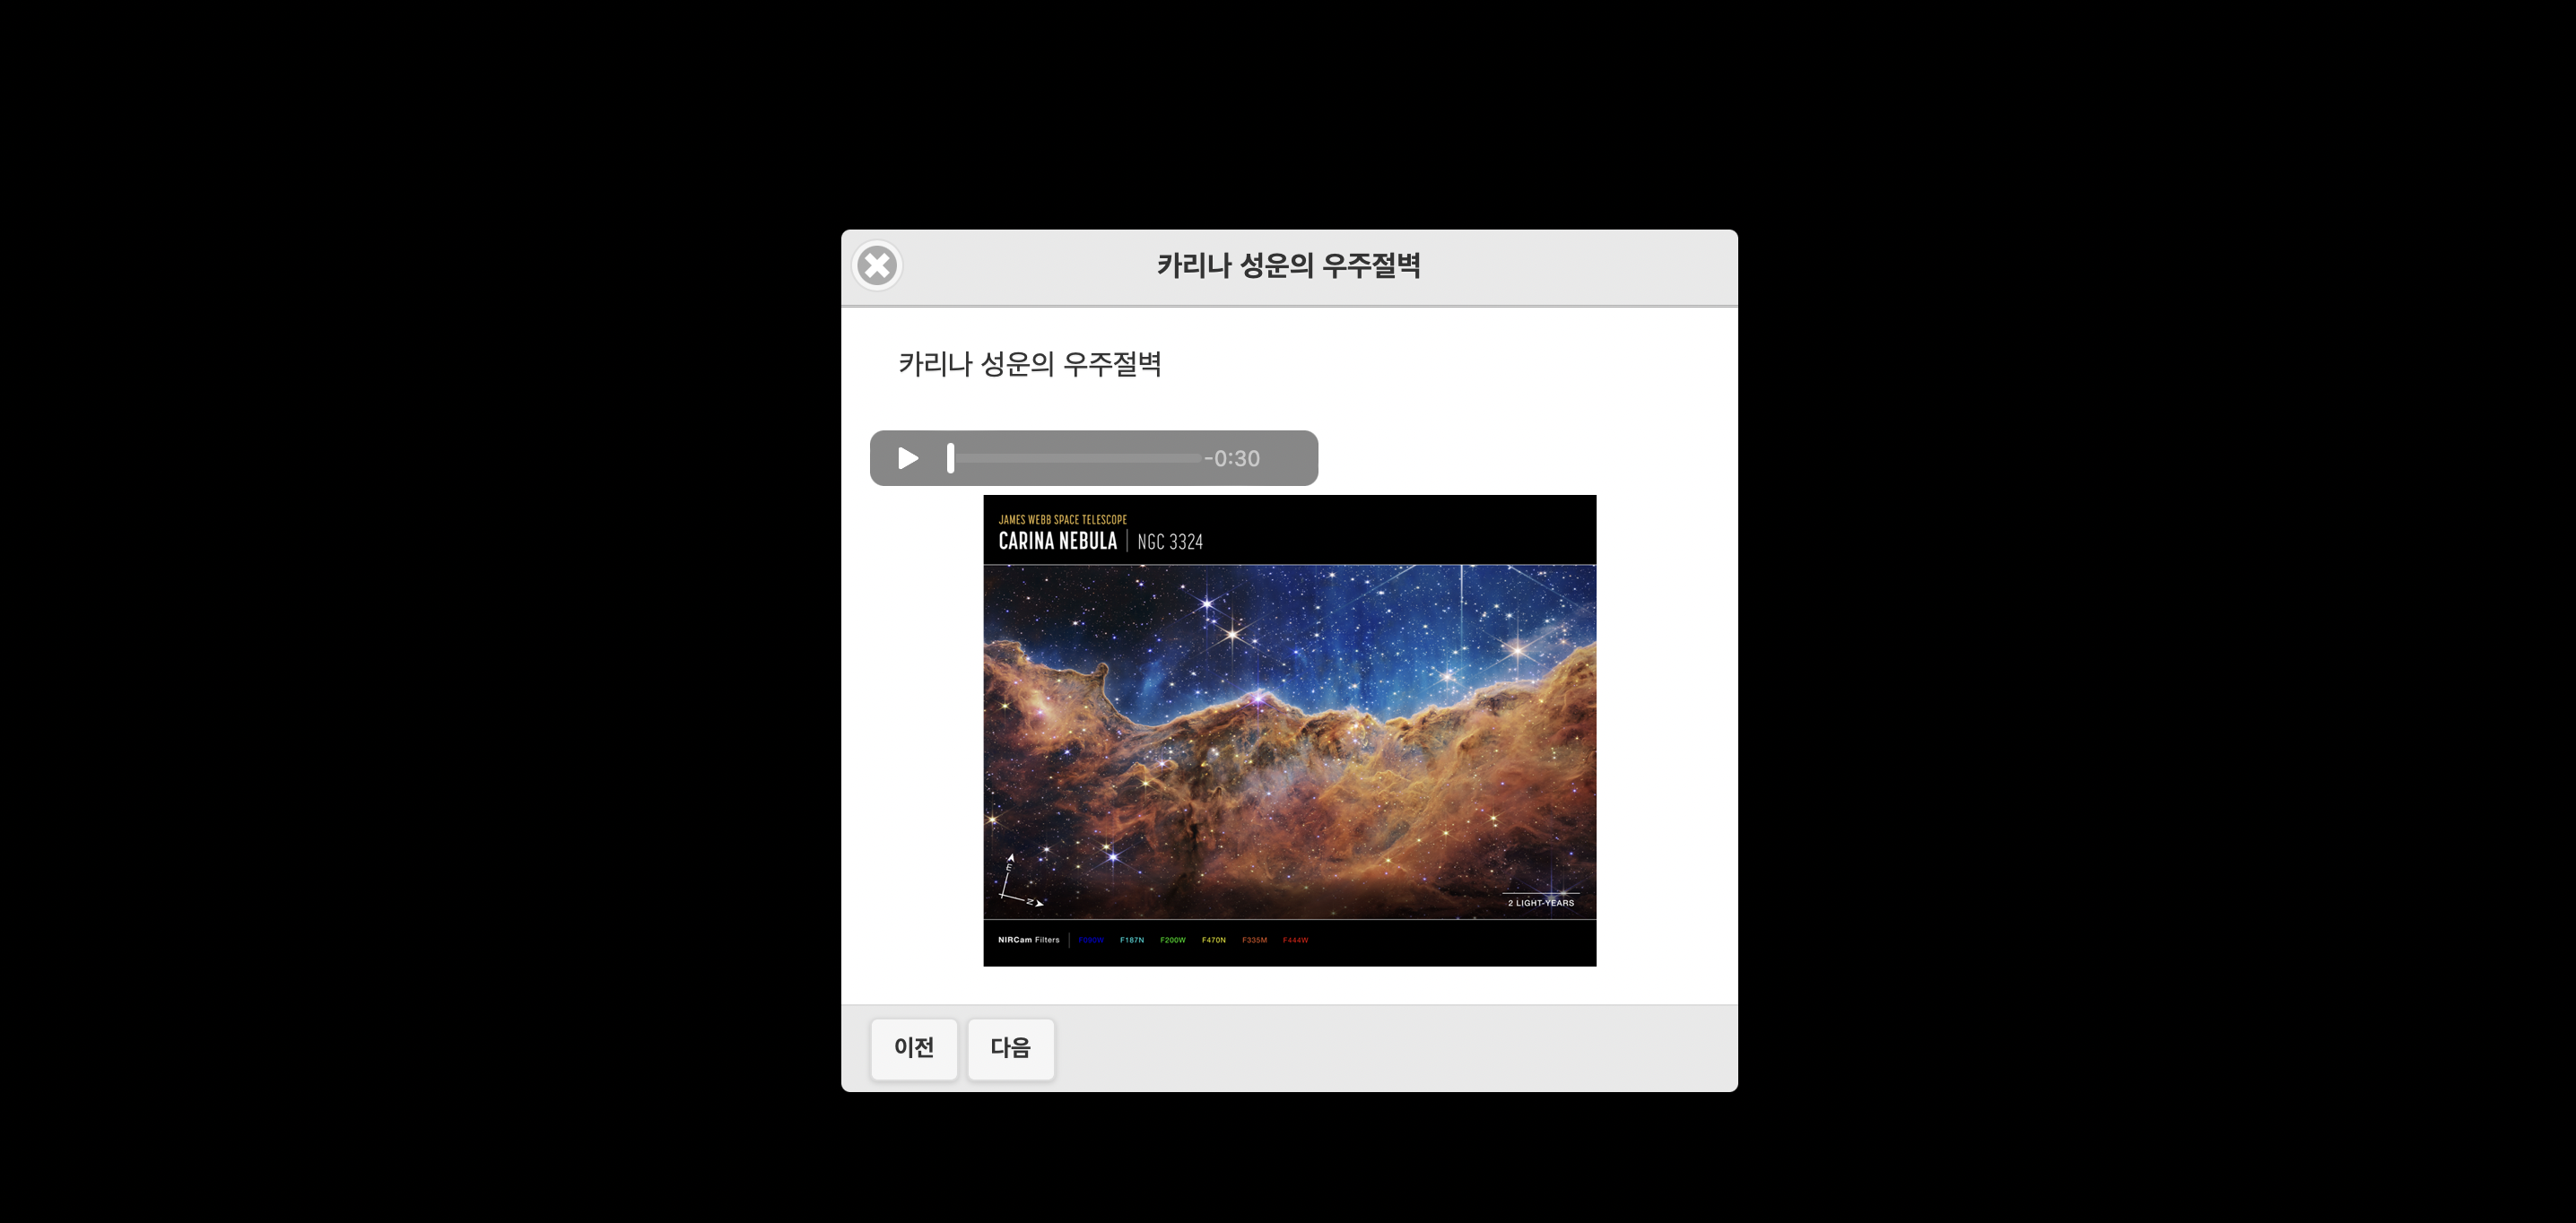 카리나 성운의 우주절벽
카리나 성운의 우주절벽
-0:30
JAMES WEBB SPACE TELESCOPE
CARINA NEBULA | NGC 3324
E
N
2 LIGHT-YEARS
NIRCam Filters | F090W F187N F200W F470N F335M F444W
이전 다음